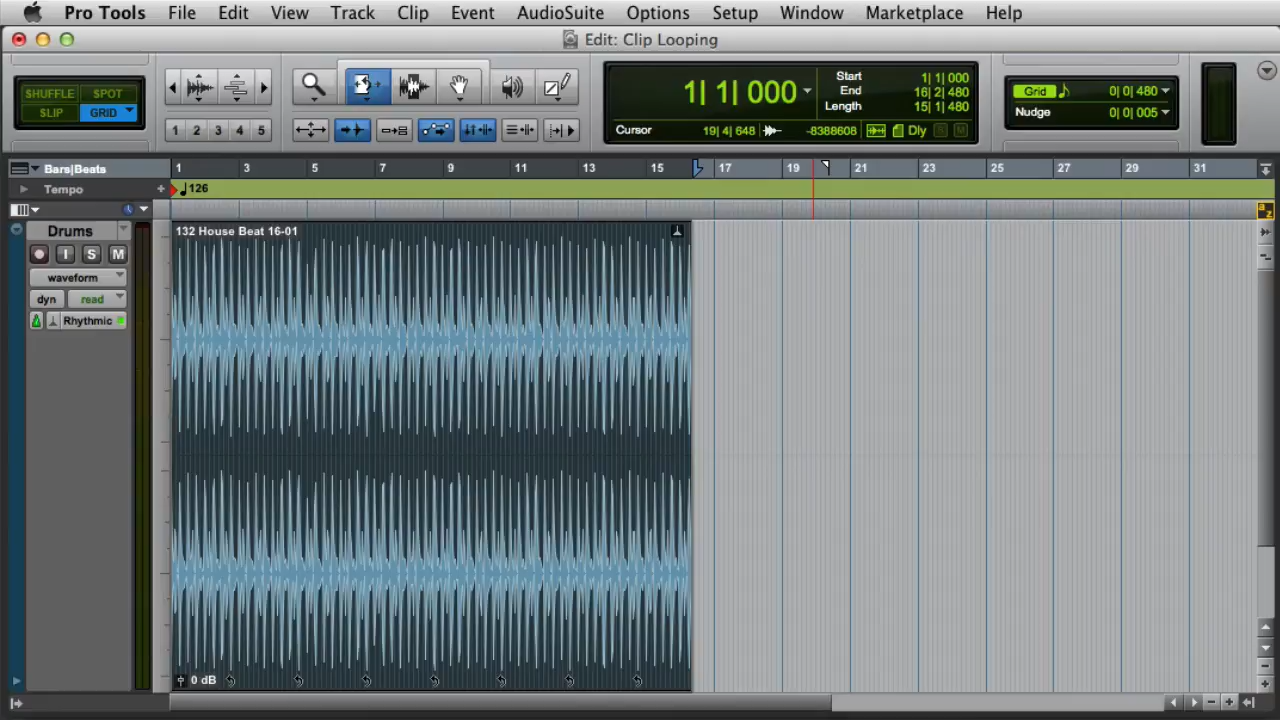 Pro Tools File Edit View Track Clip Event AudioSuite Options Setup Window Marketplace Help
Edit: Clip Looping
SHUFFLE SPOT
SLIP GRID
1 2 3 4 5
1| 1| 000
Start 1| 1| 000
End 16| 2| 480
Length 15| 1| 480
Cursor 19| 4| 648 -8388608 Dly S M
Grid 0| 0| 480
Nudge 0| 0| 005
Bars|Beats 1 3 5 7 9 11 13 15 17 19 21 23 25 27 29 31
Tempo + 126
a z
Drums
I S M
waveform
dyn read
Rhythmic
132 House Beat 16-01
0 dB